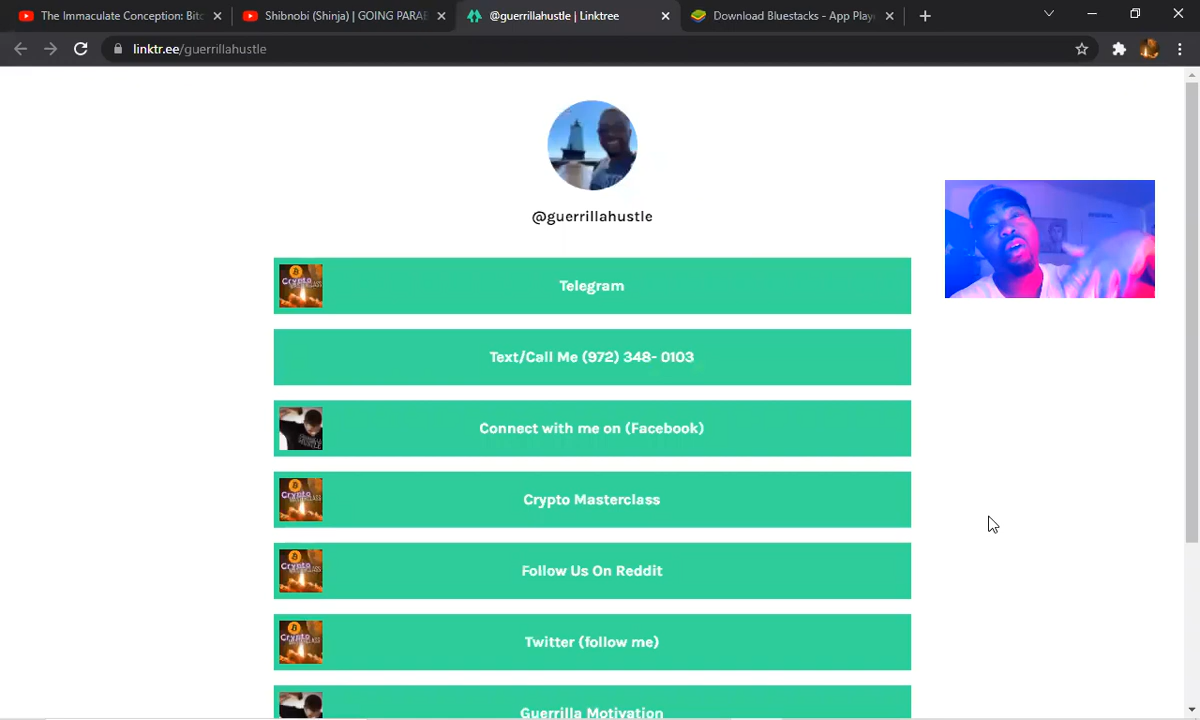 The Immaculate Conception: Bitc
Shibnobi (Shinja) | GOING PARAB
@guerrillahustle | Linktree
Download Bluestacks - App Playe
linktr.ee/guerrillahustle
@guerrillahustle
Telegram
Text/Call Me (972) 348- 0103
Connect with me on (Facebook)
Crypto Masterclass
Follow Us On Reddit
Twitter (follow me)
Guerrilla Motivation